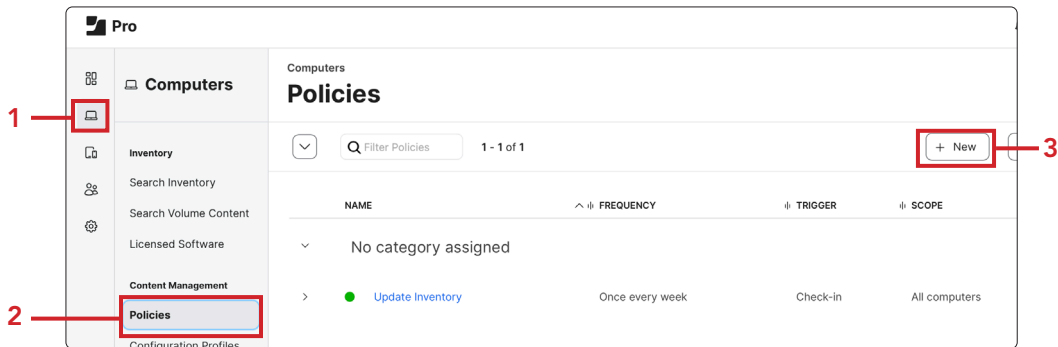 Pro
Computers
Computers
Policies
1
Inventory
Filter Policies
1 - 1 of 1
+ New
3
Search Inventory
Search Volume Content
Licensed Software
NAME
FREQUENCY
TRIGGER
SCOPE
No category assigned
Content Management
Update Inventory
Once every week
Check-in
All computers
2
Policies
Configuration Profiles